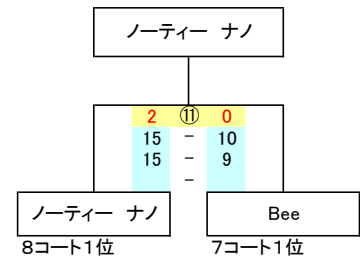 ノーティー　ナノ
2 ⑪ 0
15 － 10
15 － 9
－
ノーティー　ナノ Bee
8コート1位 7コート1位